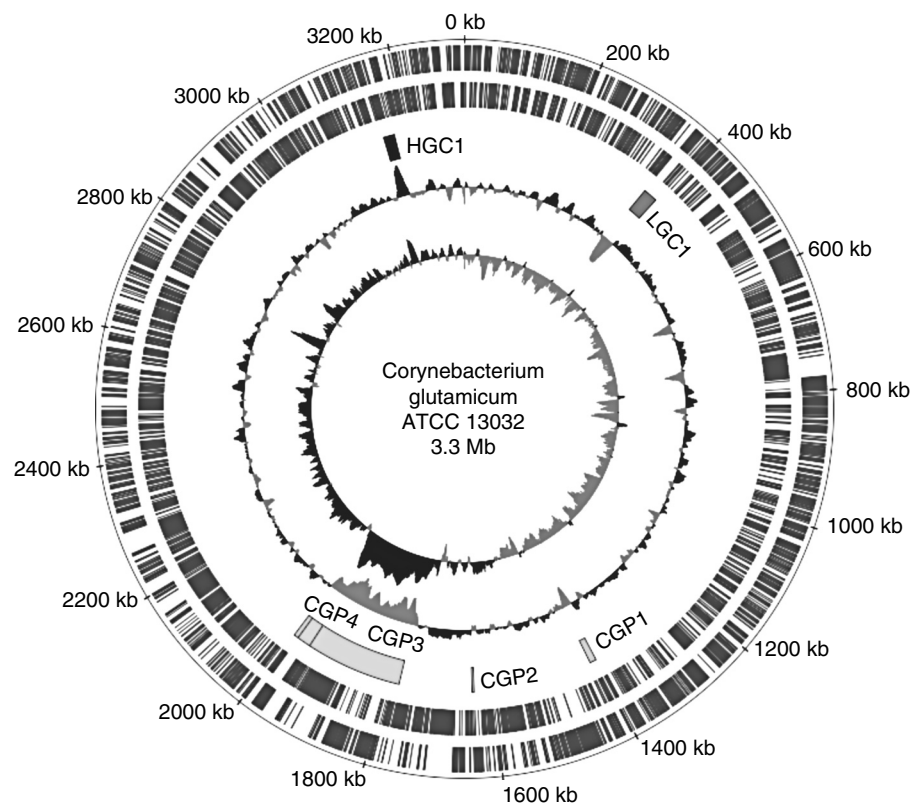 0 kb
3200 kb
200 kb
3000 kb
HGC1
400 kb
2800 kb
LGC1
600 kb
2600 kb
Corynebacterium
glutamicum
ATCC 13032
3.3 Mb
800 kb
2400 kb
1000 kb
2200 kb
CGP4
CGP3
CGP1
1200 kb
CGP2
2000 kb
1400 kb
1800 kb
1600 kb